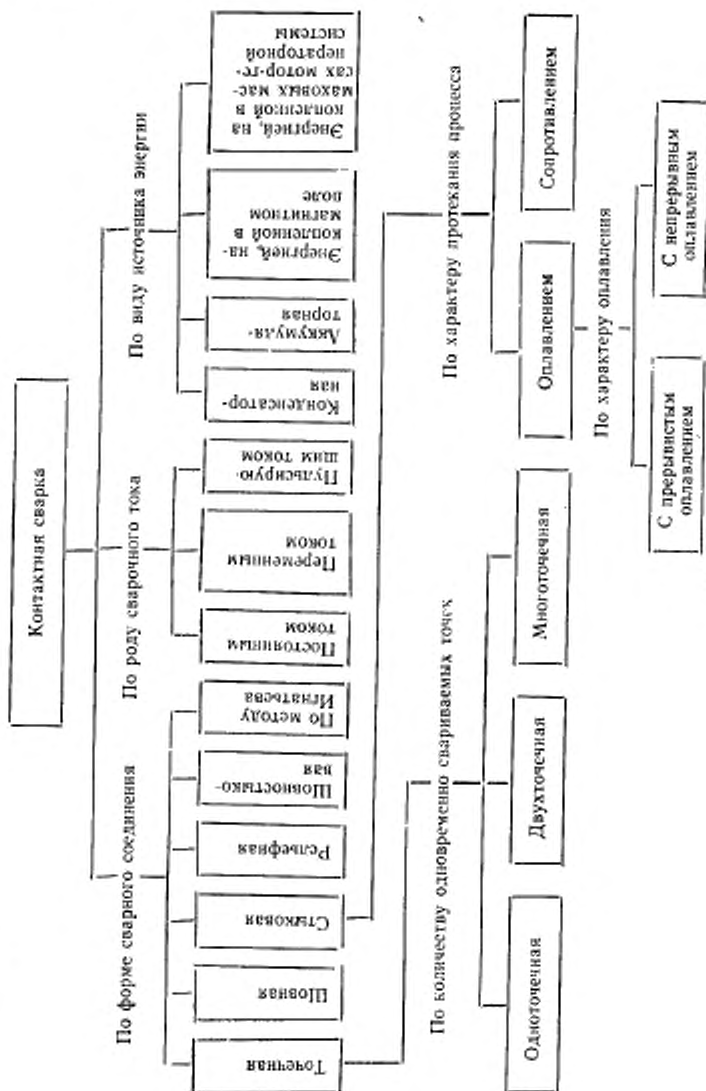 Контактная сварка
По форме сварного соединения
По роду сварочного тока
По виду источника энергии
Точечная
Шовная
Стыковая
Рельефная
Шовностыко-
вая
По методу
Игнатьева
Постоянным
током
Переменным
током
Пульсирую-
щим током
Конденсатор-
ная
Аккумуля-
торная
Энергией, на-
копленной в
магнитном
поле
Энергией, на-
копленной в
маховых мас-
сах мотор-ге-
нераторной
системы
По количеству одновременно свариваемых точек
По характеру протекания процесса
Одноточечная
Двухточечная
Многоточечная
Оплавлением
Сопротивлением
По характеру оплавления
С прерывистым
оплавлением
С непрерывным
оплавлением